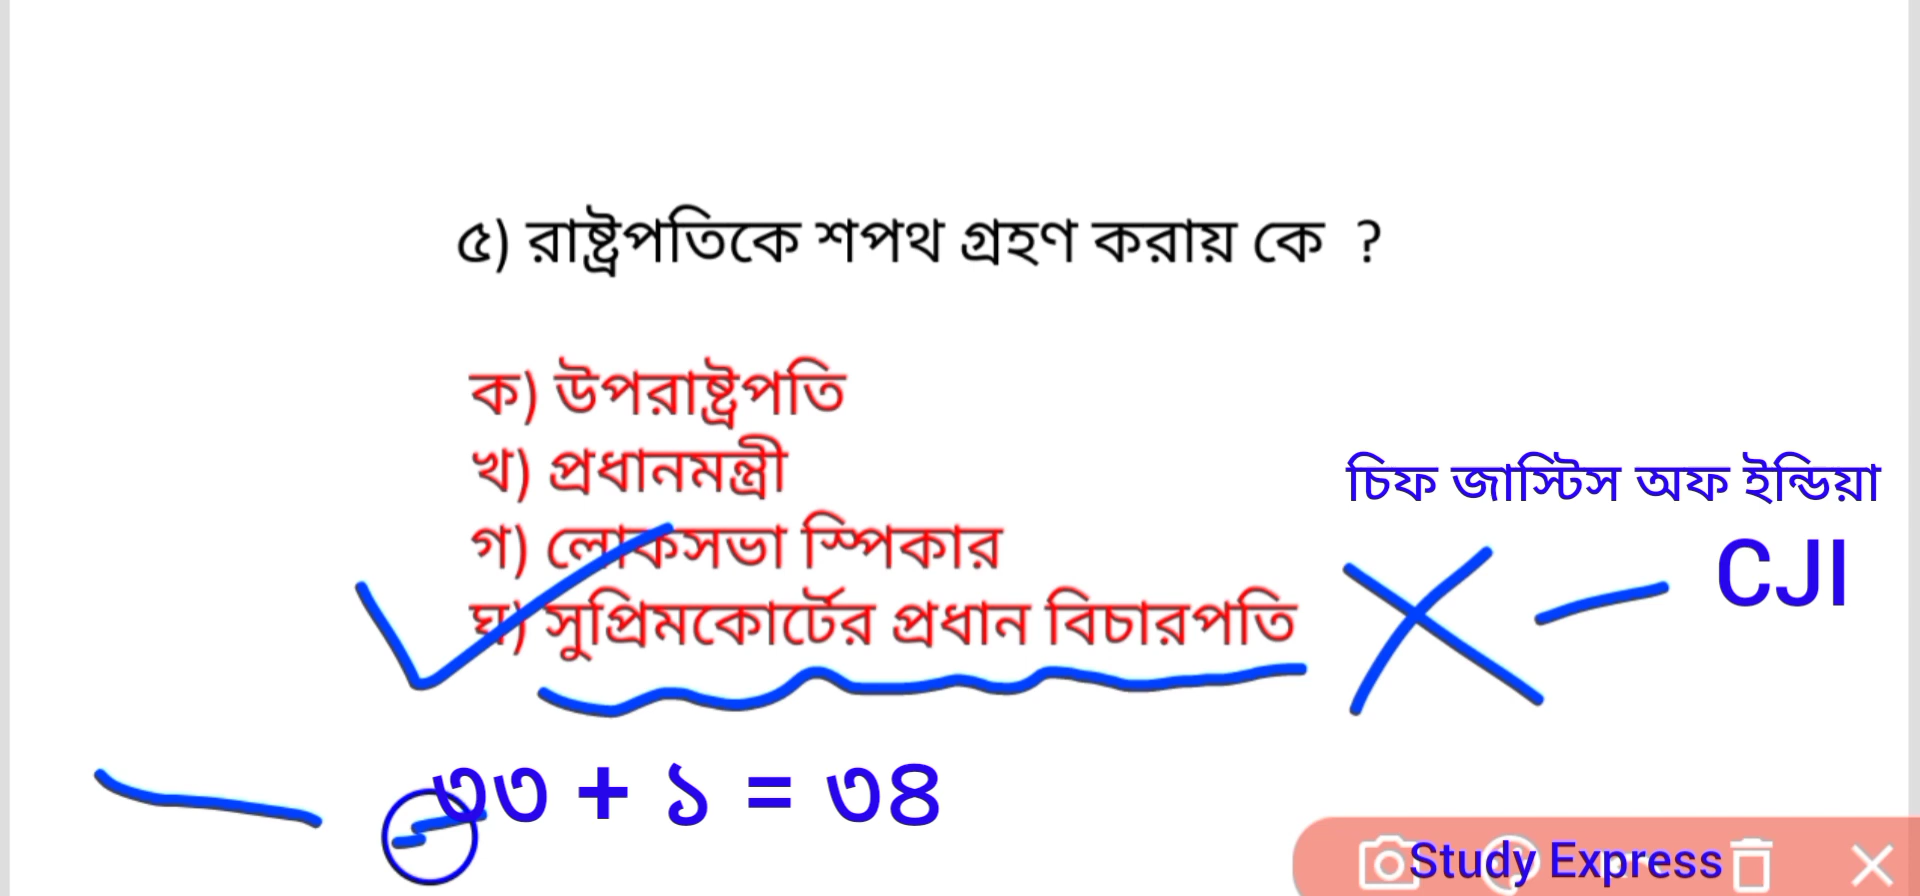 ৫) রাষ্ট্রপতিকে শপথ গ্রহণ করায় কে ?
ক) উপরাষ্ট্রপতি
খ) প্রধানমন্ত্রী
গ) লোকসভা স্পিকার
ঘ) সুপ্রিমকোর্টের প্রধান বিচারপতি
চিফ জাস্টিস অফ ইন্ডিয়া
CJI
৩৩ + ১ = ৩৪
Study Express